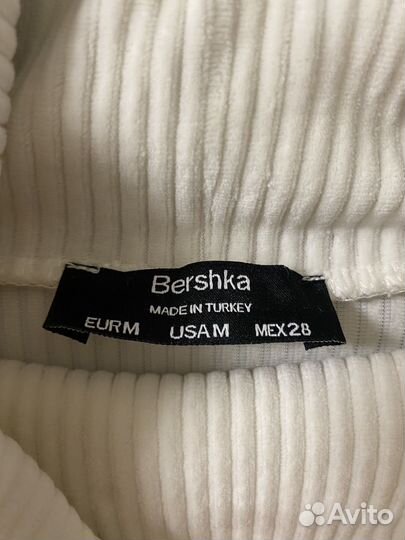 Bershka
MADE IN TURKEY
EUR M USA M MEX 28
Avito